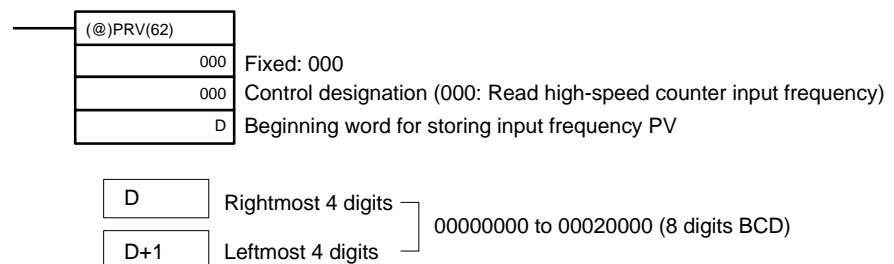 (@)PRV(62)
000 Fixed: 000
000 Control designation (000: Read high-speed counter input frequency)
D Beginning word for storing input frequency PV
D Rightmost 4 digits
00000000 to 00020000 (8 digits BCD)
D+1 Leftmost 4 digits